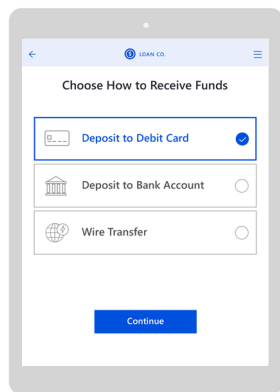 LOAN CO.
Choose How to Receive Funds
Deposit to Debit Card
Deposit to Bank Account
Wire Transfer
Continue